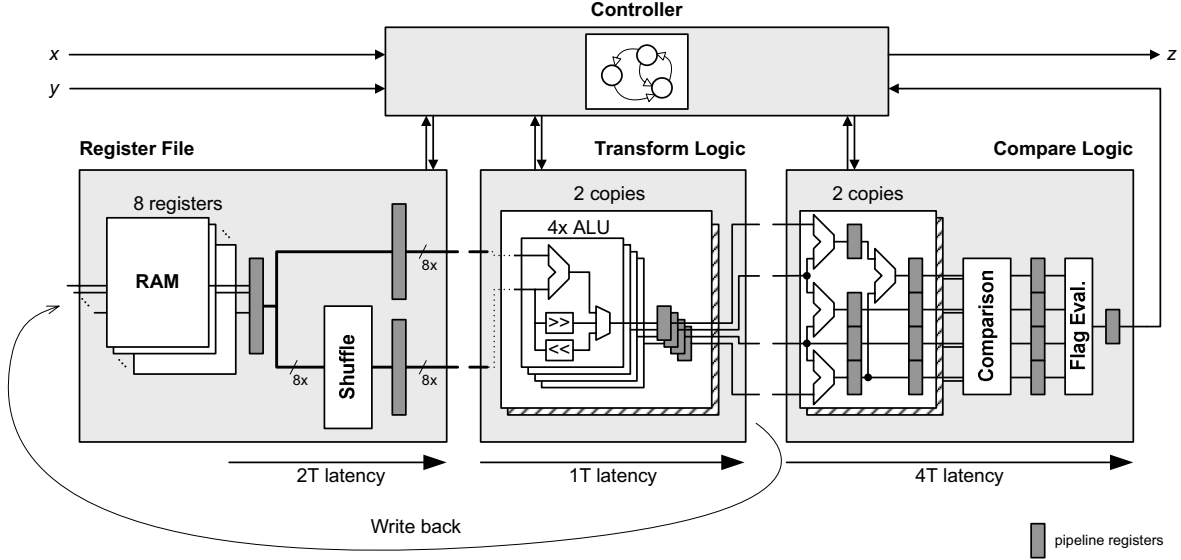 Controller
x
z
y
Register File
Transform Logic
Compare Logic
8 registers
2 copies
2 copies
4x ALU
RAM
8x
>>
<<
Shuffle
8x
8x
Comparison
Flag Eval.
2T latency
1T latency
4T latency
Write back
pipeline registers